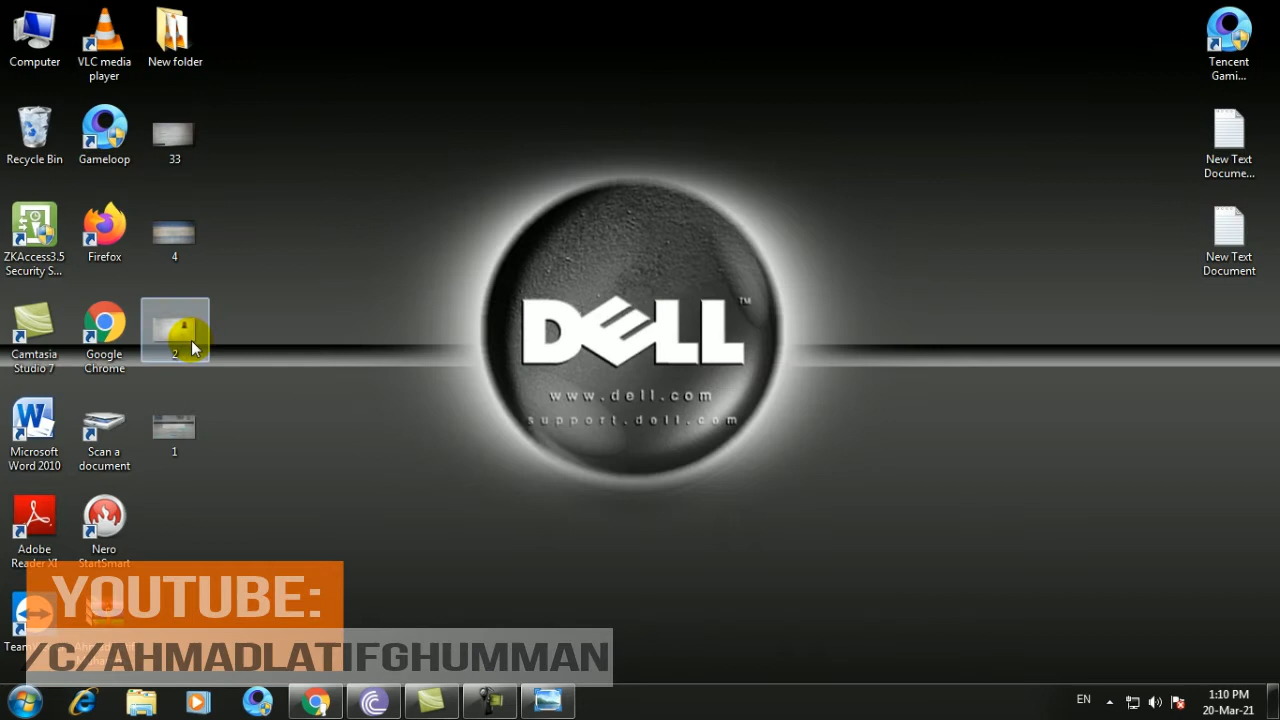 Computer
VLC media
player
New folder
Tencent
Gami...
Recycle Bin
Gameloop
33
New Text
Docume...
ZKAccess3.5
Security S...
Firefox
4
New Text
Document
Camtasia
Studio 7
Google
Chrome
2
DELL™
www.dell.com
support.dell.com
Microsoft
Word 2010
Scan a
document
1
Adobe
Reader XI
Nero
StartSmart
YOUTUBE:
/C/AHMADLATIFGHUMMAN
EN
1:10 PM
20-Mar-21